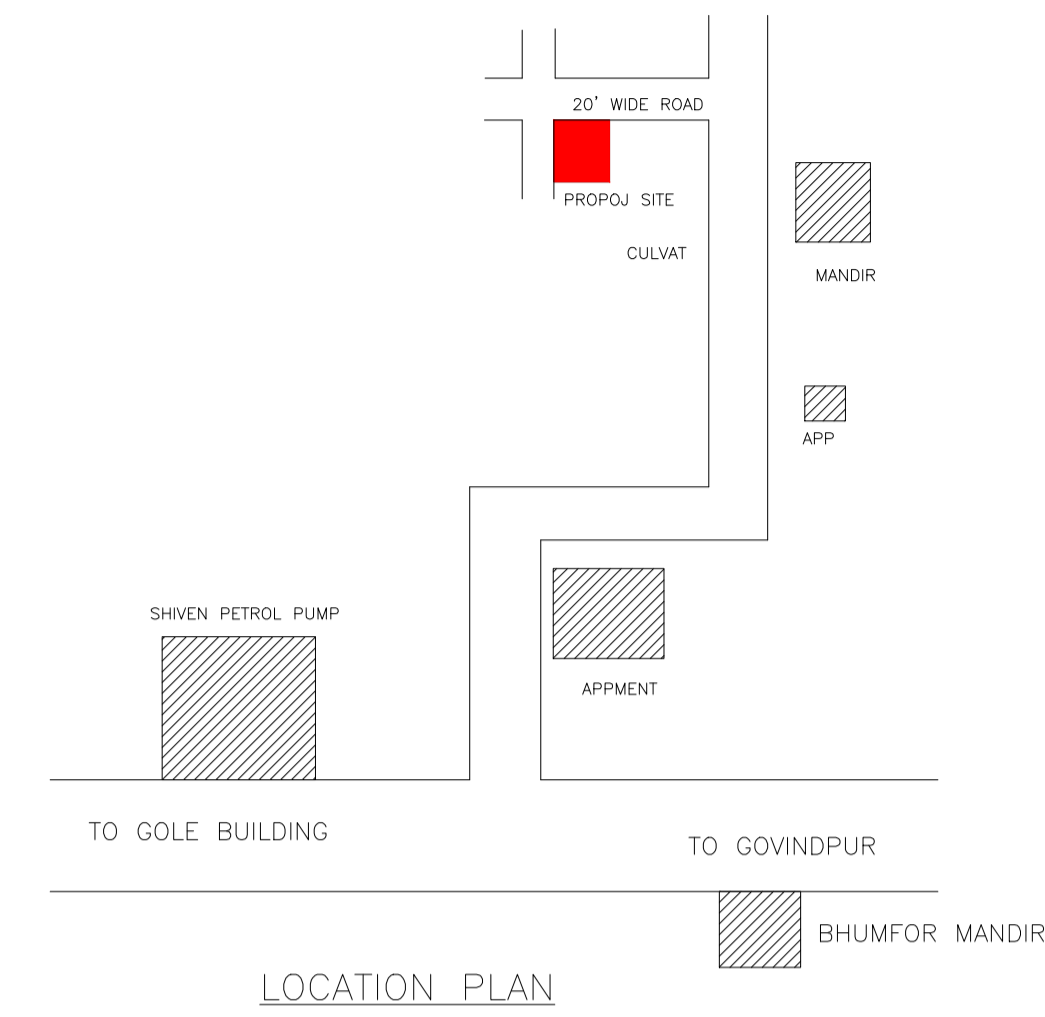 20' WIDE ROAD
PROPOJ SITE
CULVAT
MANDIR
APP
SHIVEN PETROL PUMP
APPMENT
TO GOLE BUILDING
TO GOVINDPUR
BHUMFOR MANDIR
LOCATION PLAN